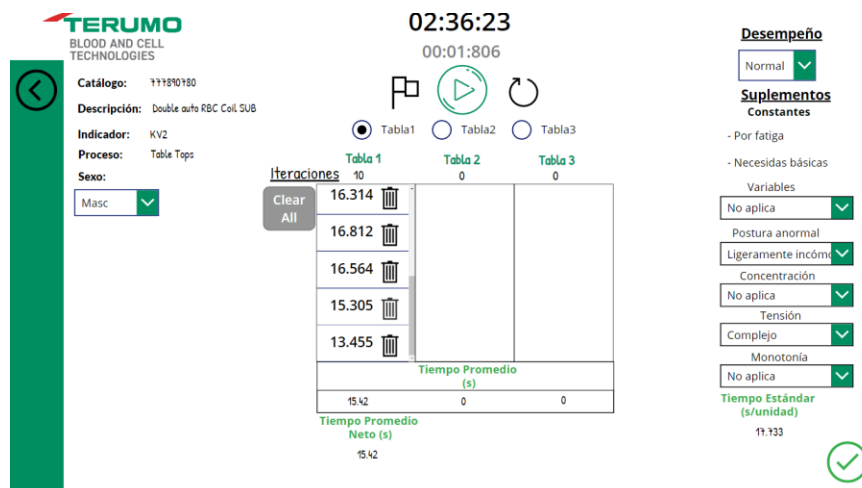 TERUMO
BLOOD AND CELL
TECHNOLOGIES
02:36:23
00:01:806
Catálogo: 777890780
Descripción: Double auto RBC Coil SUB
Indicador: KV2
Proceso: Table Tops
Sexo:
Masc
Tabla1 Tabla2 Tabla3
Tabla 1 Tabla 2 Tabla 3
Iteraciones 10 0 0
Clear
All
16.314
16.812
16.564
15.305
13.455
Tiempo Promedio
(s)
15.42 0 0
Tiempo Promedio
Neto (s)
15.42
Desempeño
Normal
Suplementos
Constantes
- Por fatiga
- Necesidas básicas
Variables
No aplica
Postura anormal
Ligeramente incómo
Concentración
No aplica
Tensión
Complejo
Monotonía
No aplica
Tiempo Estándar
(s/unidad)
17.733